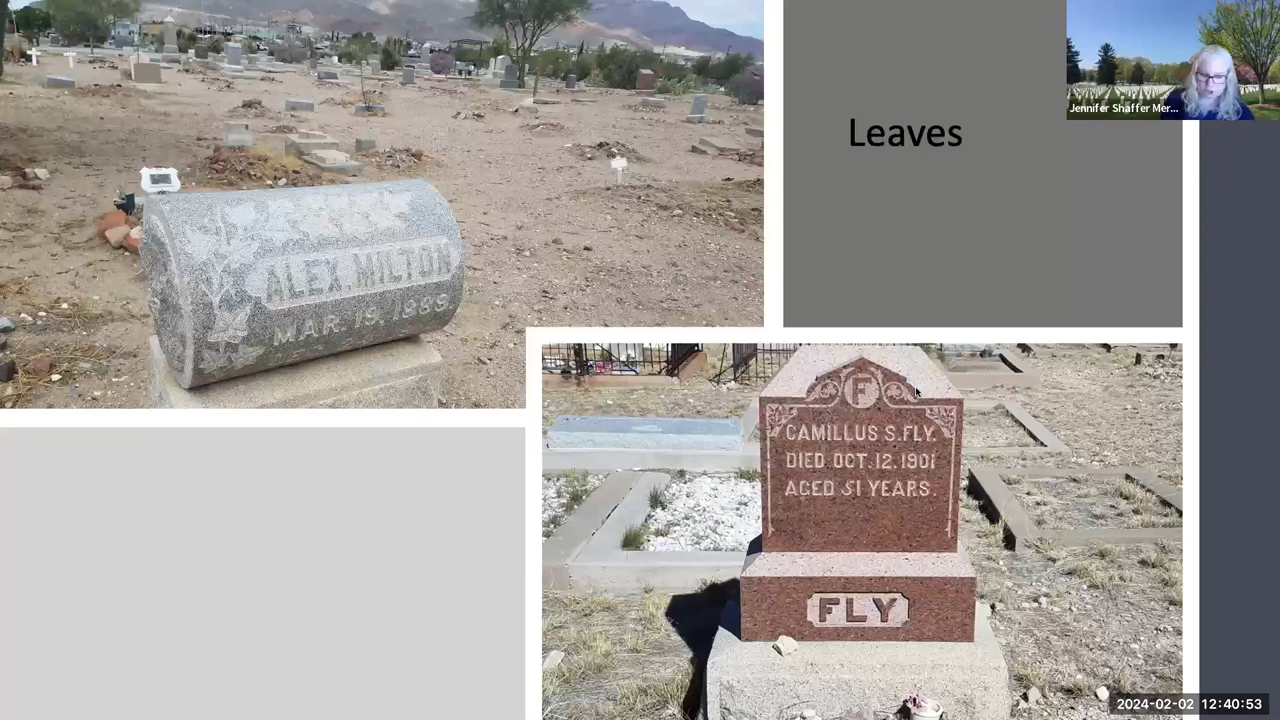 Leaves
Jennifer Shaffer Mer...
ALEX. MILTON
MAR. 19, 1889.
F
CAMILLUS S. FLY.
DIED OCT. 12. 1901
AGED 51 YEARS.
FLY
2024-02-02 12:40:53